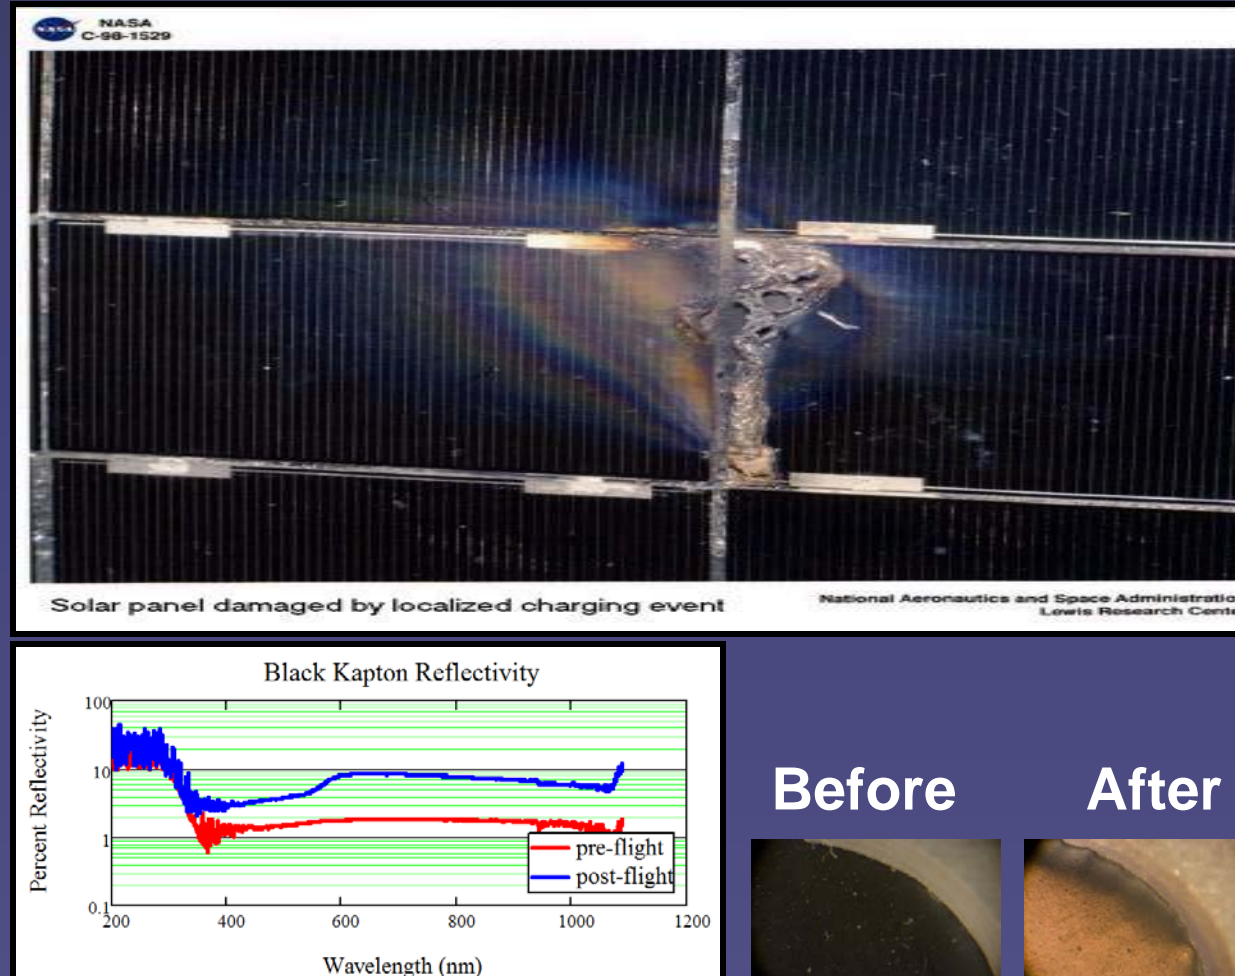 NASA
C-98-1529
Solar panel damaged by localized charging event
National Aeronautics and Space Administratio
Lewis Research Cente
Black Kapton Reflectivity
Percent Reflectivity
100
10
1
0.1
200 400 600 800 1000 1200
Wavelength (nm)
pre-flight
post-flight
Before After